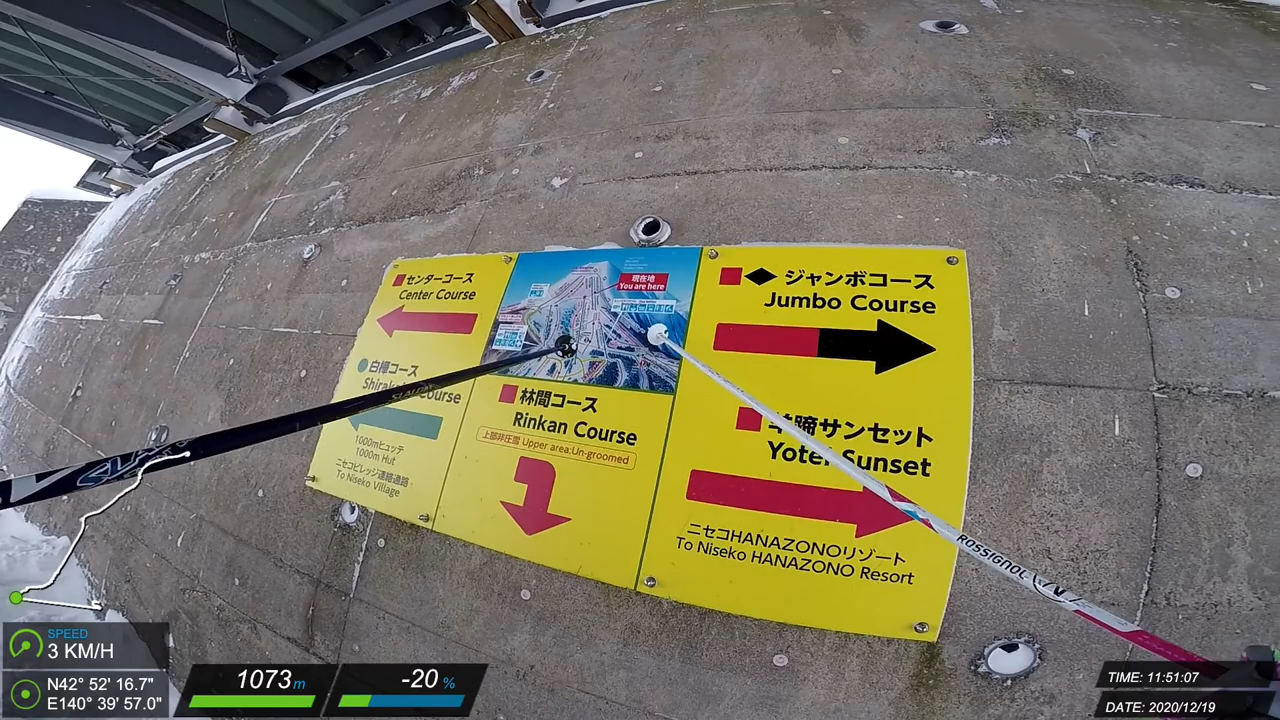 センターコース
Center Course
白樺コース
Course
1000mヒュッテ
1000m Hut
ニセコビレッジ連絡通路
To Niseko Village
現在地
You are here
林間コース
Rinkan Course
上部非圧雪 Upper area:Un-groomed
ジャンボコース
Jumbo Course
蹄サンセット
Yotei Sunset
ニセコHANAZONOリゾート
To Niseko HANAZONO Resort
ROSSIGNOL
SPEED
3 KM/H
N42° 52' 16.7"
E140° 39' 57.0"
1073 m
-20 %
TIME: 11:51:07
DATE: 2020/12/19